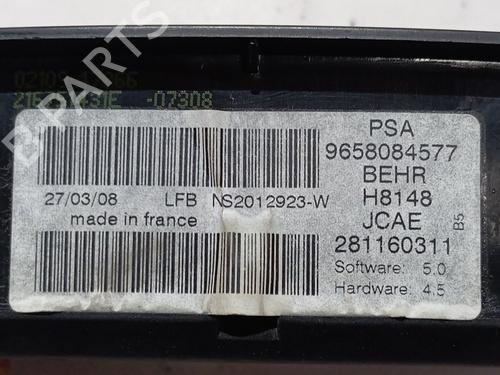 -07308
PSA
9658084577
BEHR
27/03/08 LFB NS2012923-W
H8148
made in france
JCAE
B5
281160311
Software: 5.0
Hardware: 4.5